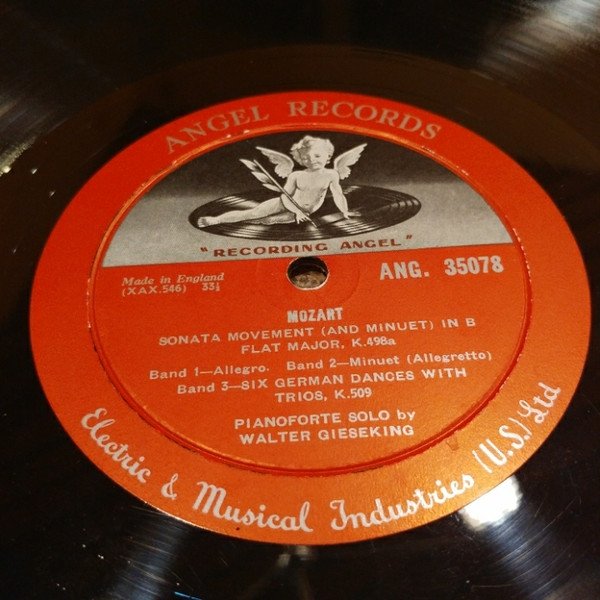 ANGEL RECORDS
"RECORDING ANGEL"
Made in England
(XAX.546) 33⅓
ANG. 35078
MOZART
SONATA MOVEMENT (AND MINUET) IN B
FLAT MAJOR, K.498a
Band 1—Allegro. Band 2—Minuet (Allegretto)
Band 3—SIX GERMAN DANCES WITH
TRIOS, K.509
PIANOFORTE SOLO by
WALTER GIESEKING
Electric & Musical Industries (U.S.) Ltd